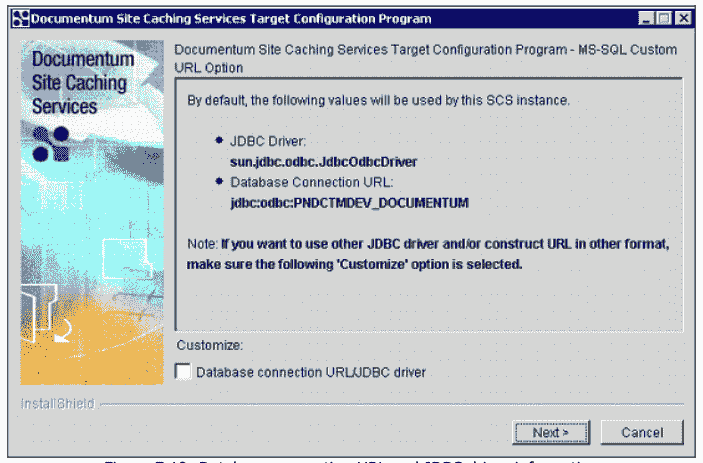 Documentum Site Caching Services Target Configuration Program
Documentum
Site Caching
Services
Documentum Site Caching Services Target Configuration Program - MS-SQL Custom
URL Option
By default, the following values will be used by this SCS instance.
JDBC Driver:
sun.jdbc.odbc.JdbcOdbcDriver
Database Connection URL:
jdbc:odbc:PNDCTMDEV_DOCUMENTUM
Note: If you want to use other JDBC driver and/or construct URL in other format,
make sure the following 'Customize' option is selected.
Customize:
Database connection URL/JDBC driver
InstallShield
Next >
Cancel